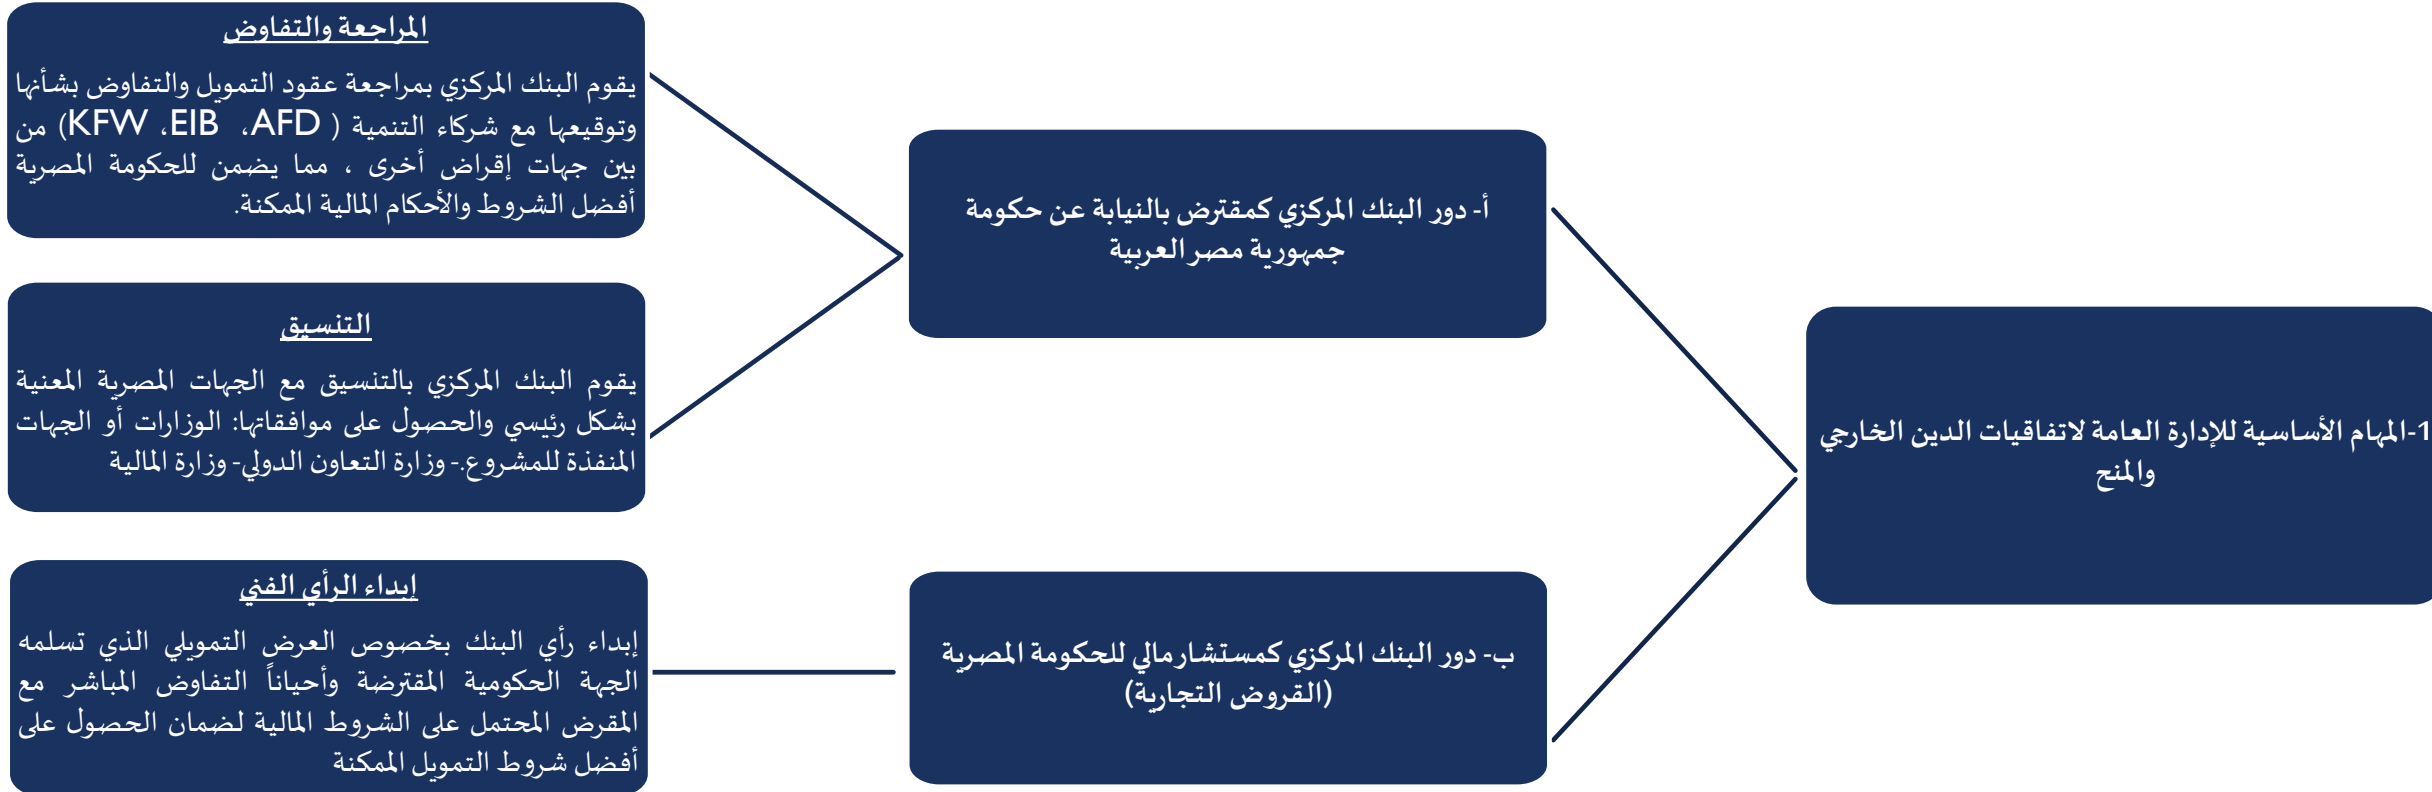 1-المهام الأساسية للإدارة العامة لاتفاقيات الدين الخارجي
والمنح
أ- دور البنك المركزي كمقترض بالنيابة عن حكومة
جمهورية مصر العربية
المراجعة والتفاوض
يقوم البنك المركزي بمراجعة عقود التمويل والتفاوض بشأنها
وتوقيعها مع شركاء التنمية ( AFD، EIB، KFW) من
بين جهات إقراض أخرى ، مما يضمن للحكومة المصرية
أفضل الشروط والأحكام المالية الممكنة.
التنسيق
يقوم البنك المركزي بالتنسيق مع الجهات المصرية المعنية
بشكل رئيسي والحصول على موافقاتها: الوزارات أو الجهات
المنفذة للمشروع.- وزارة التعاون الدولي- وزارة المالية
ب- دور البنك المركزي كمستشار مالي للحكومة المصرية
(القروض التجارية)
إبداء الرأي الفني
إبداء رأي البنك بخصوص العرض التمويلي الذي تسلمه
الجهة الحكومية المقترضة وأحياناً التفاوض المباشر مع
المقرض المحتمل على الشروط المالية لضمان الحصول على
أفضل شروط التمويل الممكنة